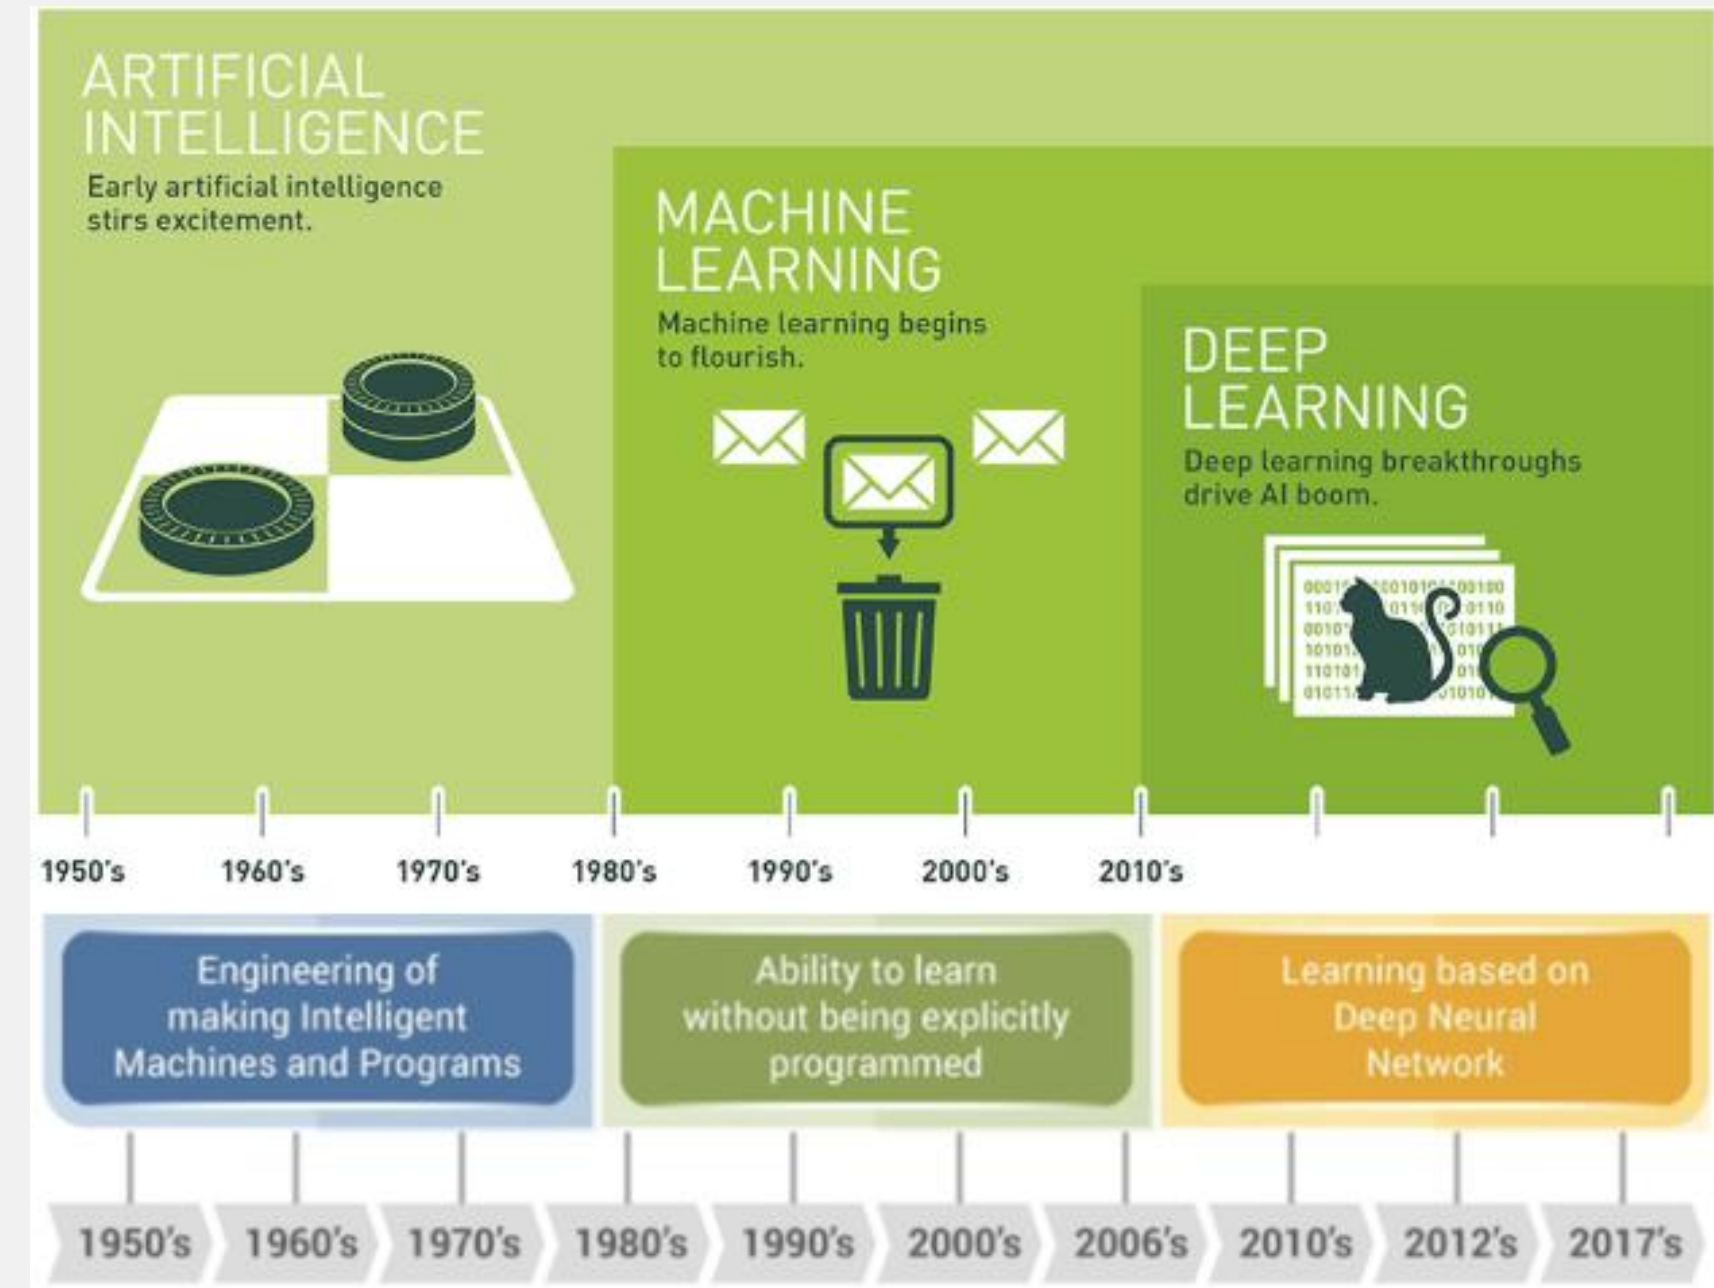 ARTIFICIAL
INTELLIGENCE
Early artificial intelligence
stirs excitement.
MACHINE
LEARNING
Machine learning begins
to flourish.
DEEP
LEARNING
Deep learning breakthroughs
drive AI boom.
1950's 1960's 1970's 1980's 1990's 2000's 2010's
Engineering of
making Intelligent
Machines and Programs
Ability to learn
without being explicitly
programmed
Learning based on
Deep Neural
Network
1950's 1960's 1970's 1980's 1990's 2000's 2006's 2010's 2012's 2017's